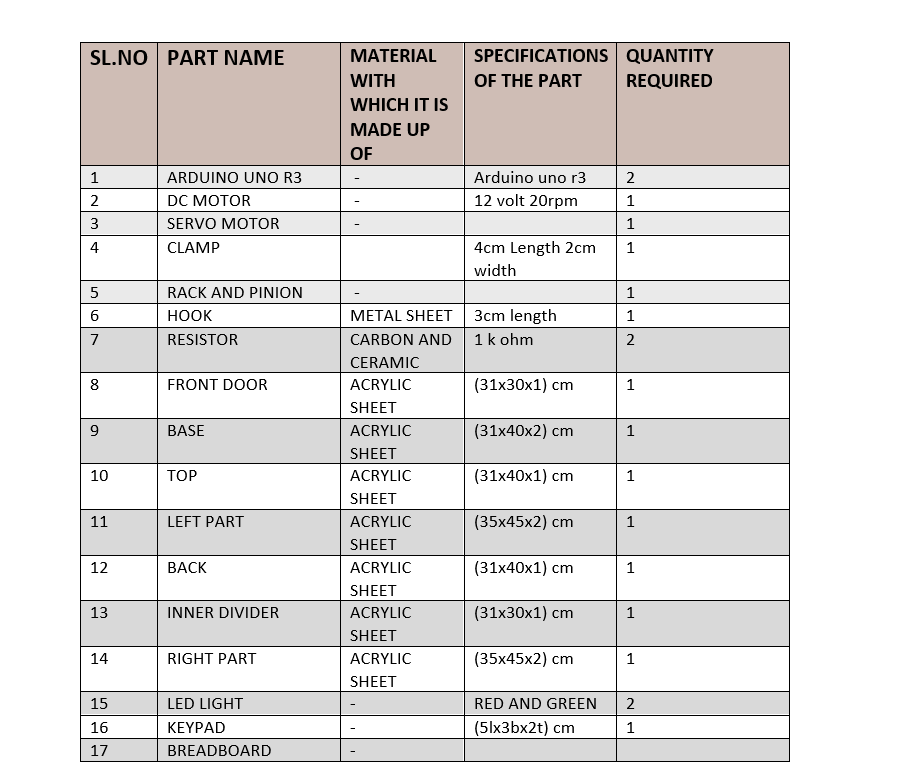 SL.NO PART NAME MATERIAL WITH WHICH IT IS MADE UP OF SPECIFICATIONS OF THE PART QUANTITY REQUIRED
1 ARDUINO UNO R3 - Arduino uno r3 2
2 DC MOTOR - 12 volt 20rpm 1
3 SERVO MOTOR - 1
4 CLAMP 4cm Length 2cm width 1
5 RACK AND PINION - 1
6 HOOK METAL SHEET 3cm length 1
7 RESISTOR CARBON AND CERAMIC 1 k ohm 2
8 FRONT DOOR ACRYLIC SHEET (31x30x1) cm 1
9 BASE ACRYLIC SHEET (31x40x2) cm 1
10 TOP ACRYLIC SHEET (31x40x1) cm 1
11 LEFT PART ACRYLIC SHEET (35x45x2) cm 1
12 BACK ACRYLIC SHEET (31x40x1) cm 1
13 INNER DIVIDER ACRYLIC SHEET (31x30x1) cm 1
14 RIGHT PART ACRYLIC SHEET (35x45x2) cm 1
15 LED LIGHT - RED AND GREEN 2
16 KEYPAD - (5lx3bx2t) cm 1
17 BREADBOARD -